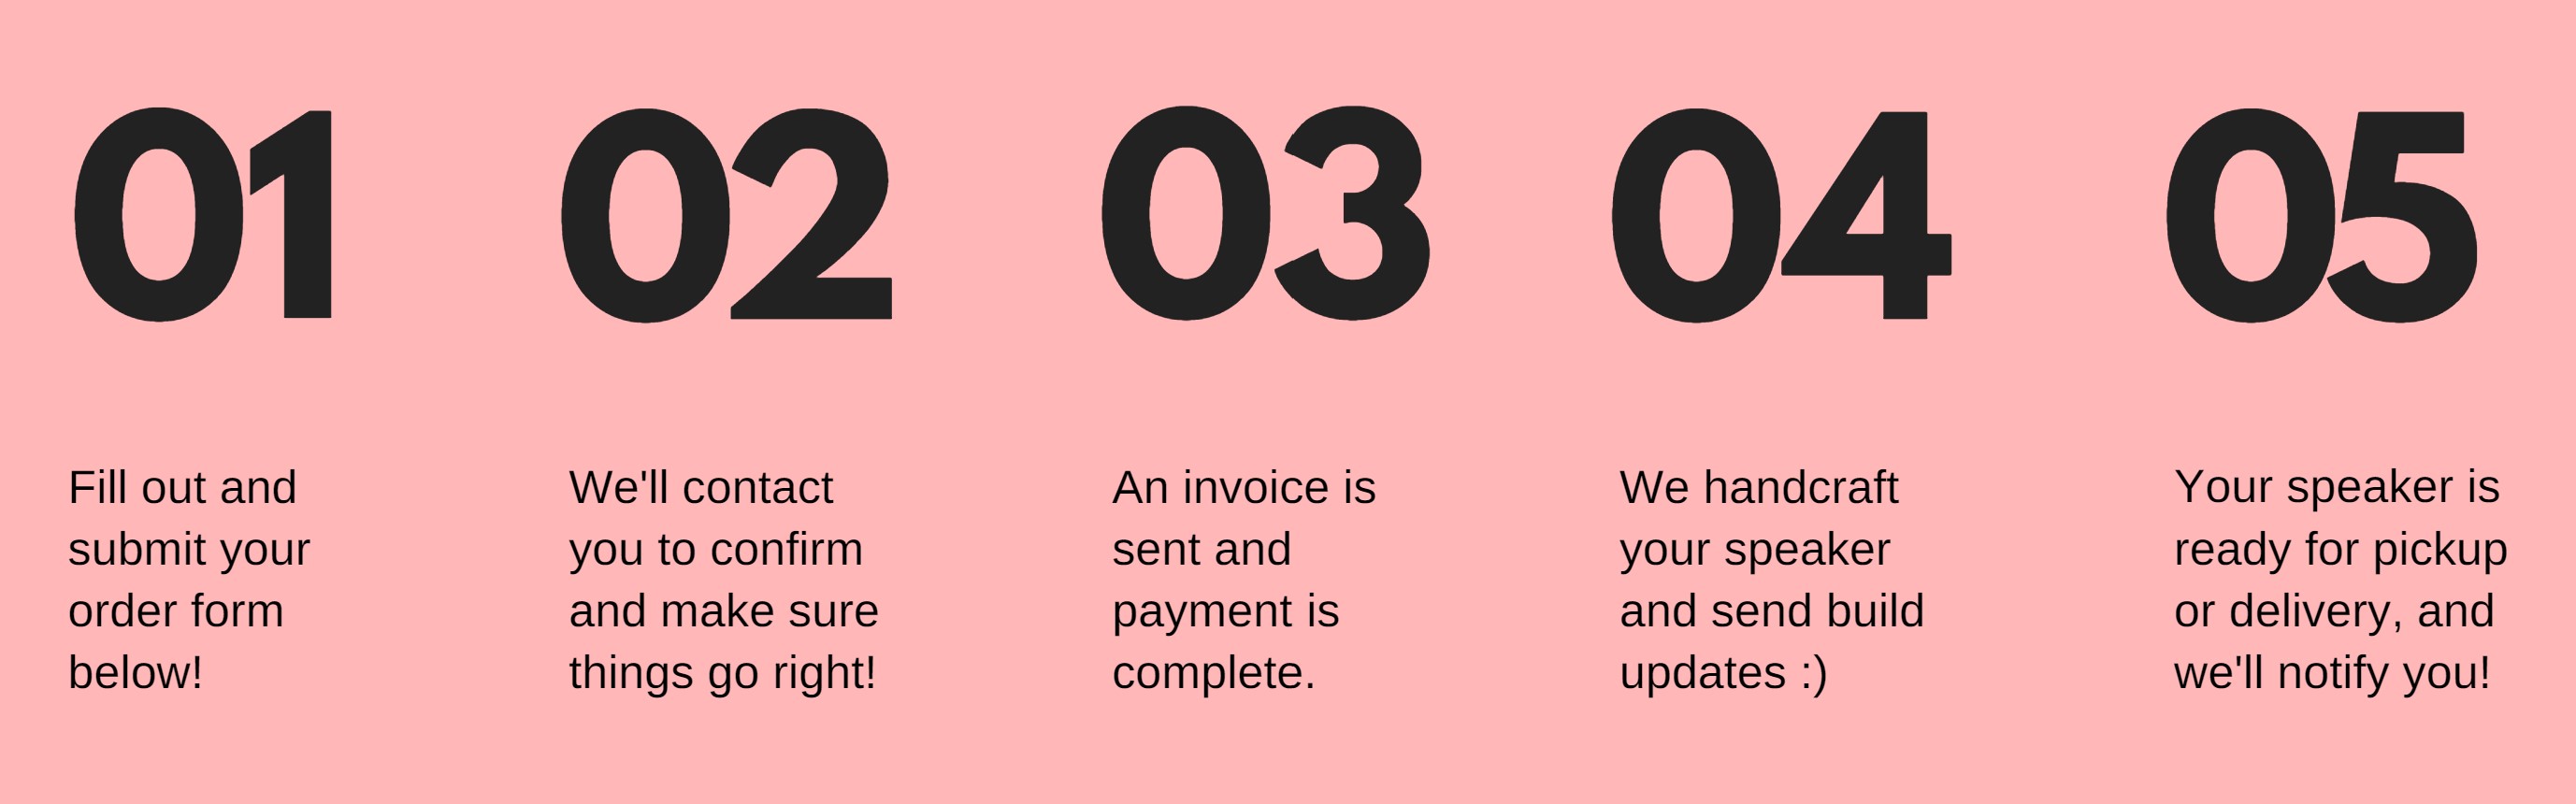 01
Fill out and
submit your
order form
below!
02
We'll contact
you to confirm
and make sure
things go right!
03
An invoice is
sent and
payment is
complete.
04
We handcraft
your speaker
and send build
updates :)
05
Your speaker is
ready for pickup
or delivery, and
we'll notify you!